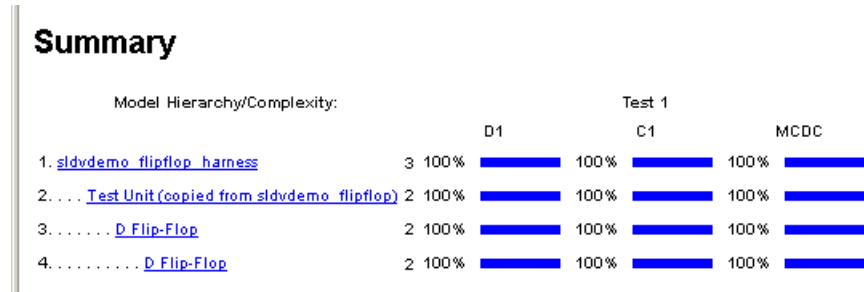 Summary
Model Hierarchy/Complexity: Test 1
D1 C1 MCDC
1. sldvdemo_flipflop_harness 3 100% 100% 100%
2. . . . Test Unit (copied from sldvdemo_flipflop) 2 100% 100% 100%
3. . . . . . . D Flip-Flop 2 100% 100% 100%
4. . . . . . . . . . D Flip-Flop 2 100% 100% 100%